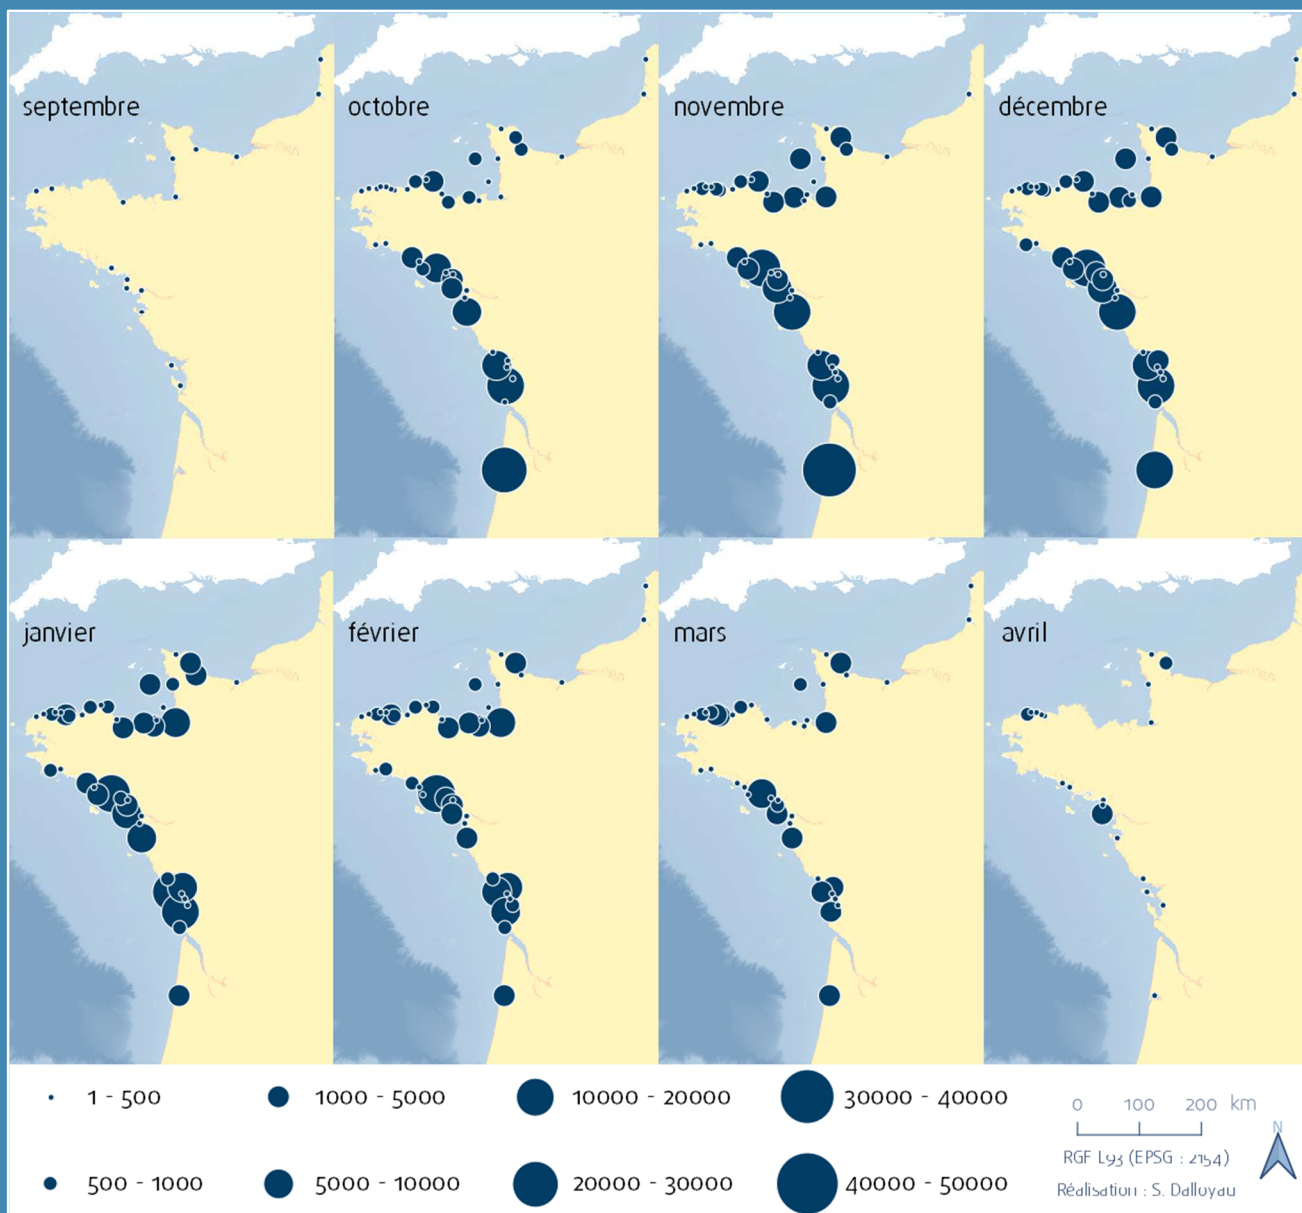 septembre
octobre
novembre
décembre
janvier
février
mars
avril
1 - 500
1000 - 5000
10000 - 20000
30000 - 40000
500 - 1000
5000 - 10000
20000 - 30000
40000 - 50000
0 100 200 km
N
RGF L93 (EPSG : 2154)
Réalisation : S. Dalloyau